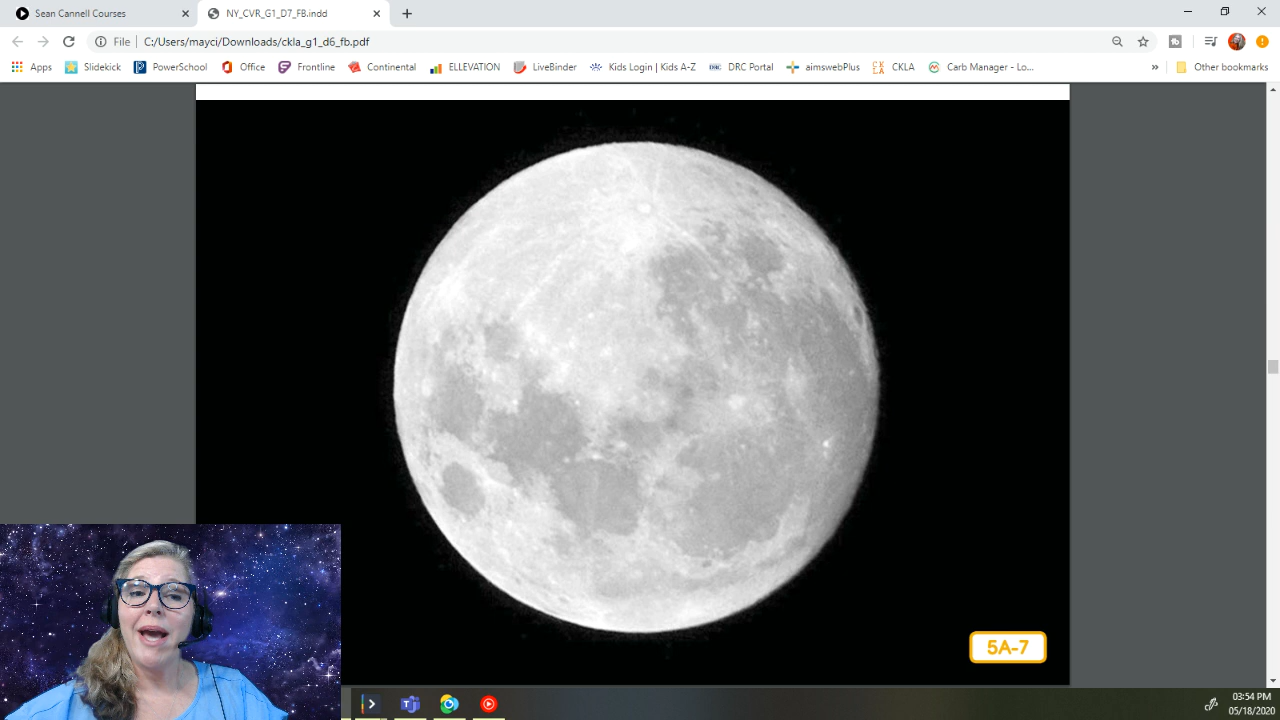 Sean Cannell Courses
NY_CVR_G1_D7_FB.indd
File | C:/Users/mayci/Downloads/ckla_g1_d6_fb.pdf
Apps Slidekick PowerSchool Office Frontline Continental ELLEVATION LiveBinder Kids Login | Kids A-Z DRC Portal aimswebPlus CKLA Carb Manager - Lo... » Other bookmarks
5A-7
03:54 PM
05/18/2020